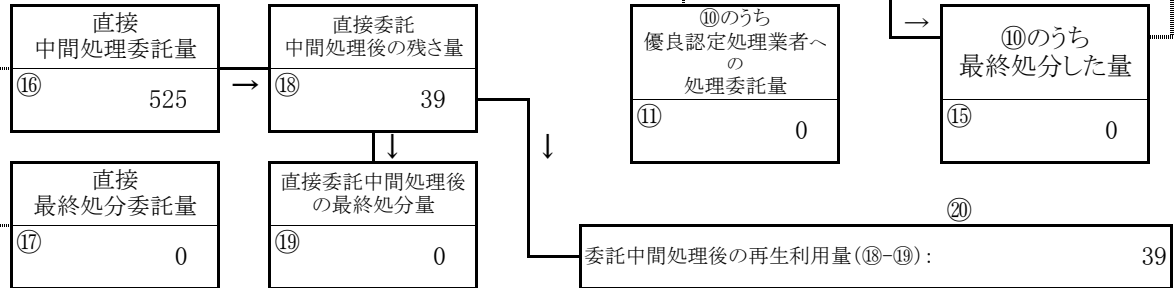 直接
中間処理委託量
⑯
525
→
直接委託
中間処理後の残さ量
⑱
39
⑩のうち
優良認定処理業者へ
の
処理委託量
⑪
0
→
⑩のうち
最終処分した量
⑮
0
↓
↓
直接
最終処分委託量
⑰
0
直接委託中間処理後
の最終処分量
⑲
0
⑳
委託中間処理後の再生利用量(⑱-⑲):
39